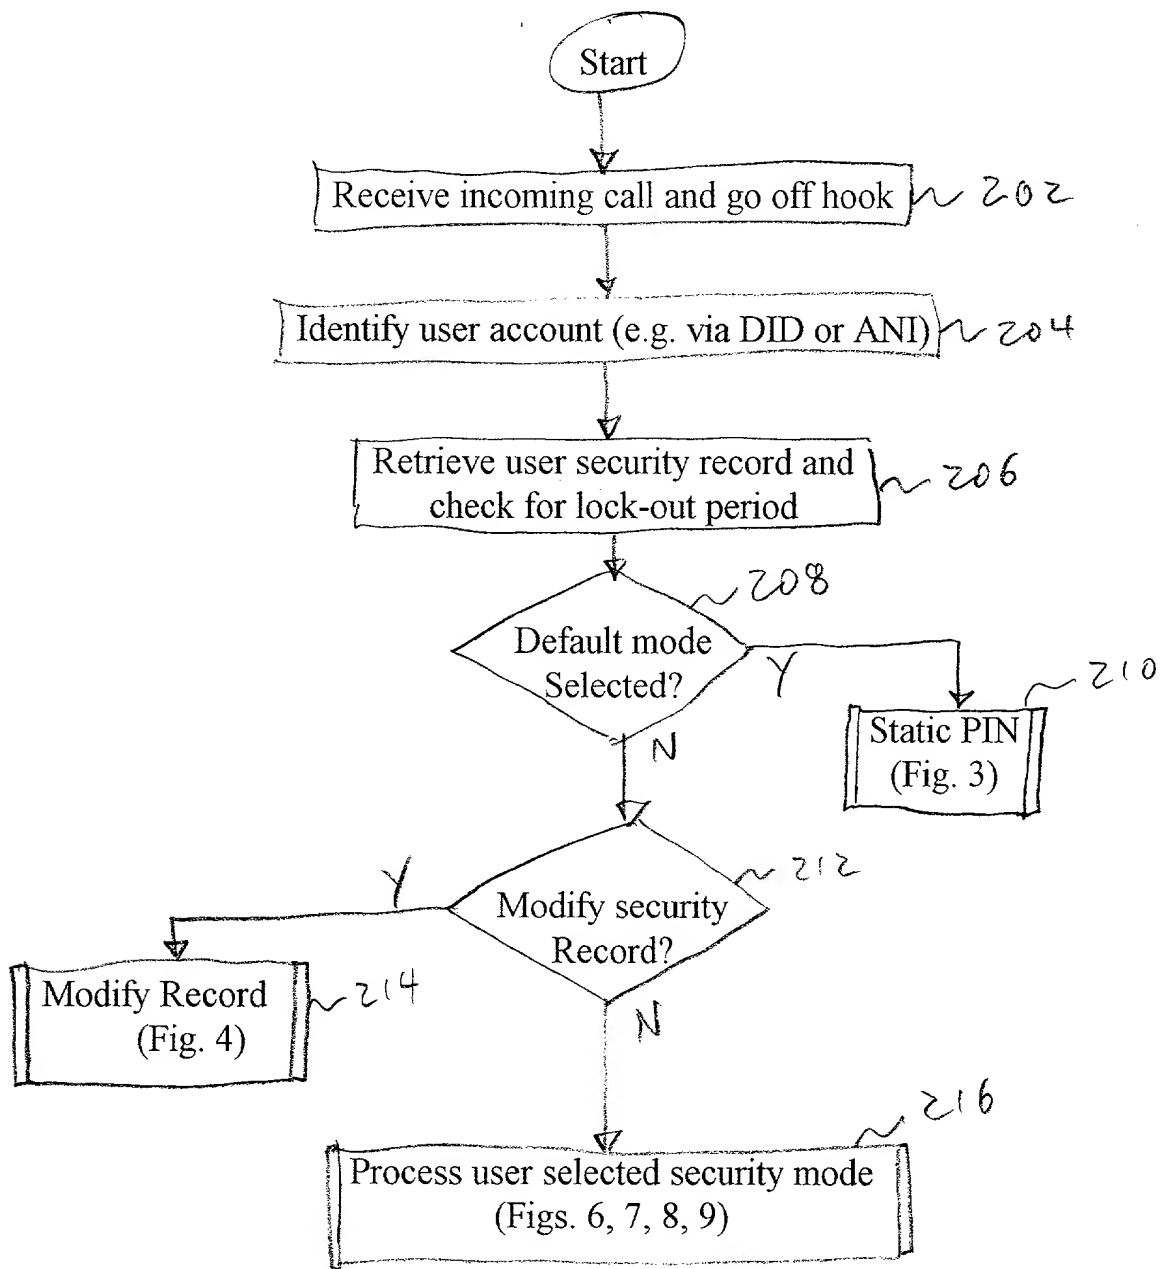 Start
Receive incoming call and go off hook 202
Identify user account (e.g. via DID or ANI) 204
Retrieve user security record and
check for lock-out period
206
208
Default mode
Selected?
Y
N
210
Static PIN
(Fig. 3)
212
Modify security
Record?
Y
N
Modify Record
(Fig. 4)
214
216
Process user selected security mode
(Figs. 6, 7, 8, 9)